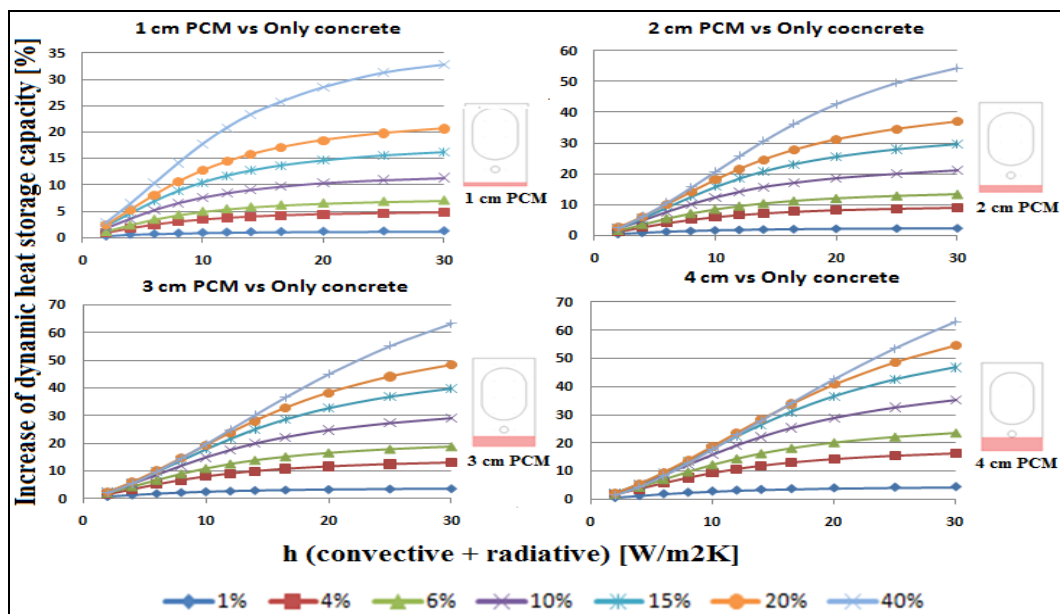 1 cm PCM vs Only concrete
2 cm PCM vs Only cocncrete
Increase of dynamic heat storage capacity [%]
40
35
30
25
20
15
10
5
0
0 10 20 30
1 cm PCM
60
50
40
30
20
10
0
0 10 20 30
2 cm PCM
3 cm PCM vs Only concrete
4 cm vs Only concrete
70
60
50
40
30
20
10
0
0 10 20 30
3 cm PCM
70
60
50
40
30
20
10
0
0 10 20 30
4 cm PCM
h (convective + radiative) [W/m2K]
1% 4% 6% 10% 15% 20% 40%